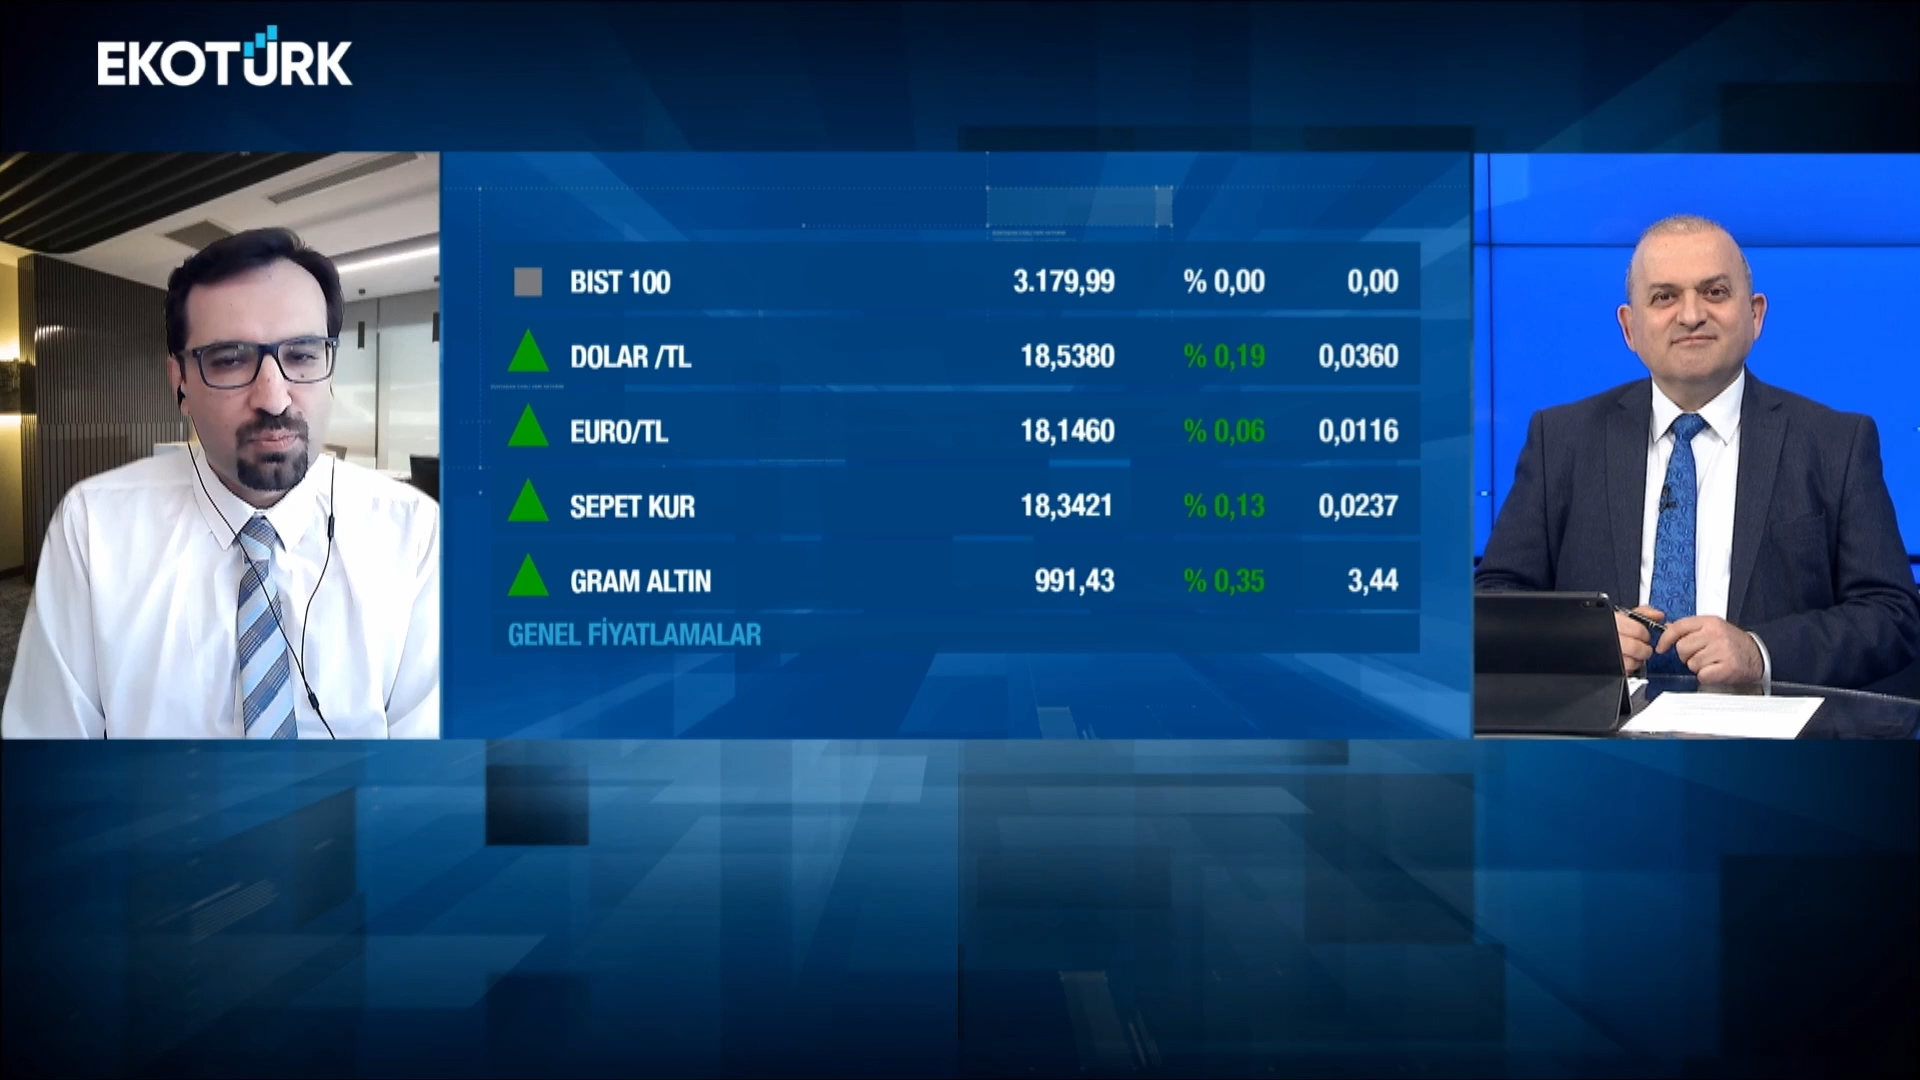 EKOTÜRK
BIST 100 3.179,99 % 0,00 0,00
DOLAR /TL 18,5380 % 0,19 0,0360
EURO/TL 18,1460 % 0,06 0,0116
SEPET KUR 18,3421 % 0,13 0,0237
GRAM ALTIN 991,43 % 0,35 3,44
GENEL FİYATLAMALAR